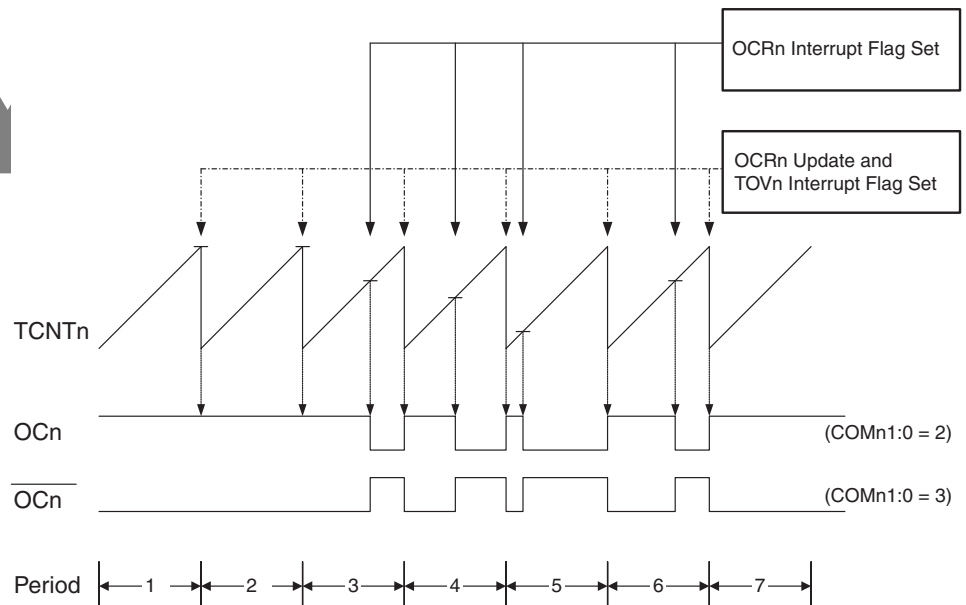 OCRn Interrupt Flag Set
OCRn Update and
TOVn Interrupt Flag Set
TCNTn
OCn
(COMn1:0 = 2)
OCn
(COMn1:0 = 3)
Period
1 2 3 4 5 6 7